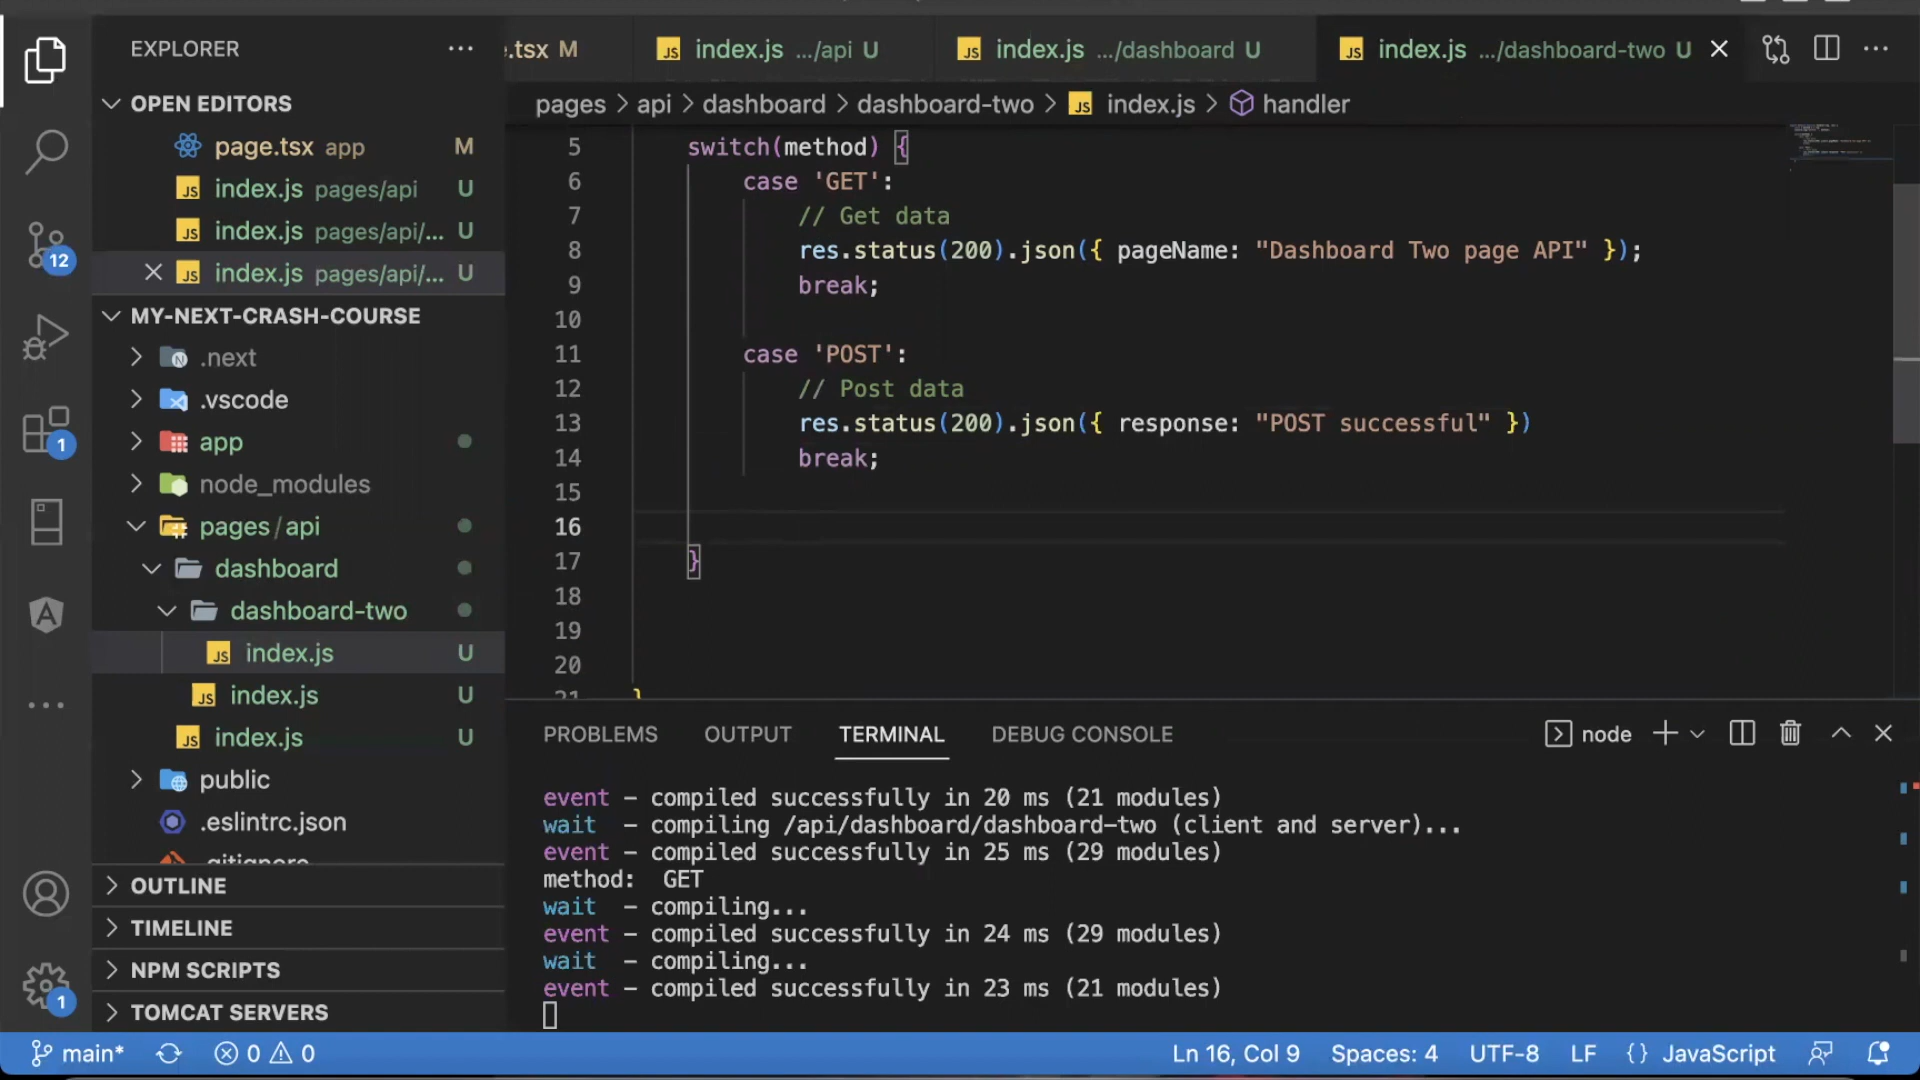 EXPLORER
OPEN EDITORS
page.tsx app M
index.js pages/api U
index.js pages/api/... U
index.js pages/api/... U
MY-NEXT-CRASH-COURSE
.next
.vscode
app
node_modules
pages/api
dashboard
dashboard-two
index.js U
index.js U
index.js U
public
.eslintrc.json
.gitignore
OUTLINE
TIMELINE
NPM SCRIPTS
TOMCAT SERVERS
12
1
1
.tsx M
index.js .../api U
index.js .../dashboard U
index.js .../dashboard-two U
pages > api > dashboard > dashboard-two > JS index.js > handler
5 switch(method) {
6 case 'GET':
7 // Get data
8 res.status(200).json({ pageName: "Dashboard Two page API" });
9 break;
10
11 case 'POST':
12 // Post data
13 res.status(200).json({ response: "POST successful" })
14 break;
15
16
17 }
18
19
20
21 }
PROBLEMS OUTPUT TERMINAL DEBUG CONSOLE node
event - compiled successfully in 20 ms (21 modules)
wait - compiling /api/dashboard/dashboard-two (client and server)...
event - compiled successfully in 25 ms (29 modules)
method: GET
wait - compiling...
event - compiled successfully in 24 ms (29 modules)
wait - compiling...
event - compiled successfully in 23 ms (21 modules)
main* 0 0 Ln 16, Col 9 Spaces: 4 UTF-8 LF {} JavaScript